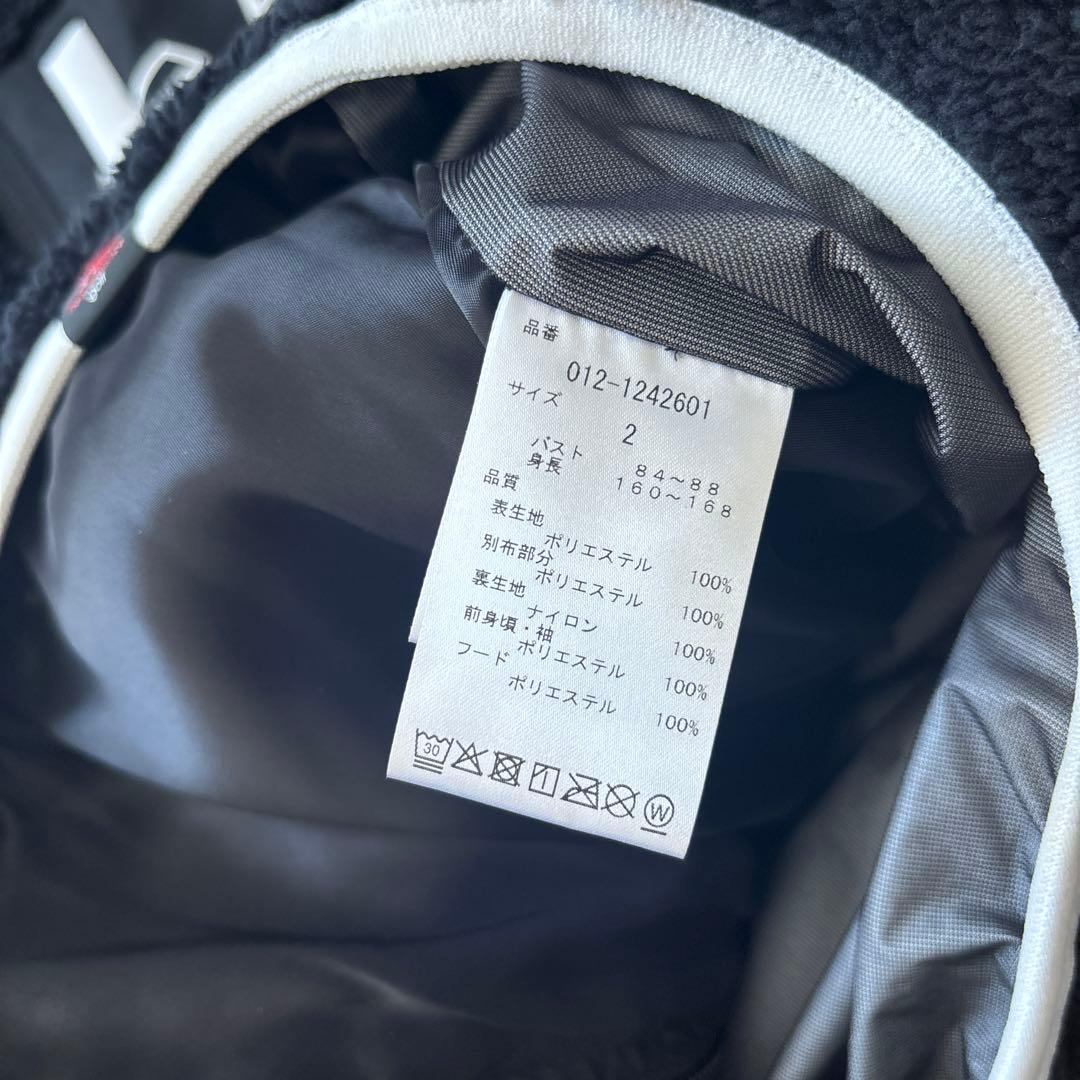 品番
012-1242601
サイズ
2
バスト 84～88
身長 160～168
品質
表生地
ポリエステル 100%
別布部分
ポリエステル 100%
裏生地
ナイロン 100%
前身頃・袖
ポリエステル 100%
フード
ポリエステル 100%
30 W
golf